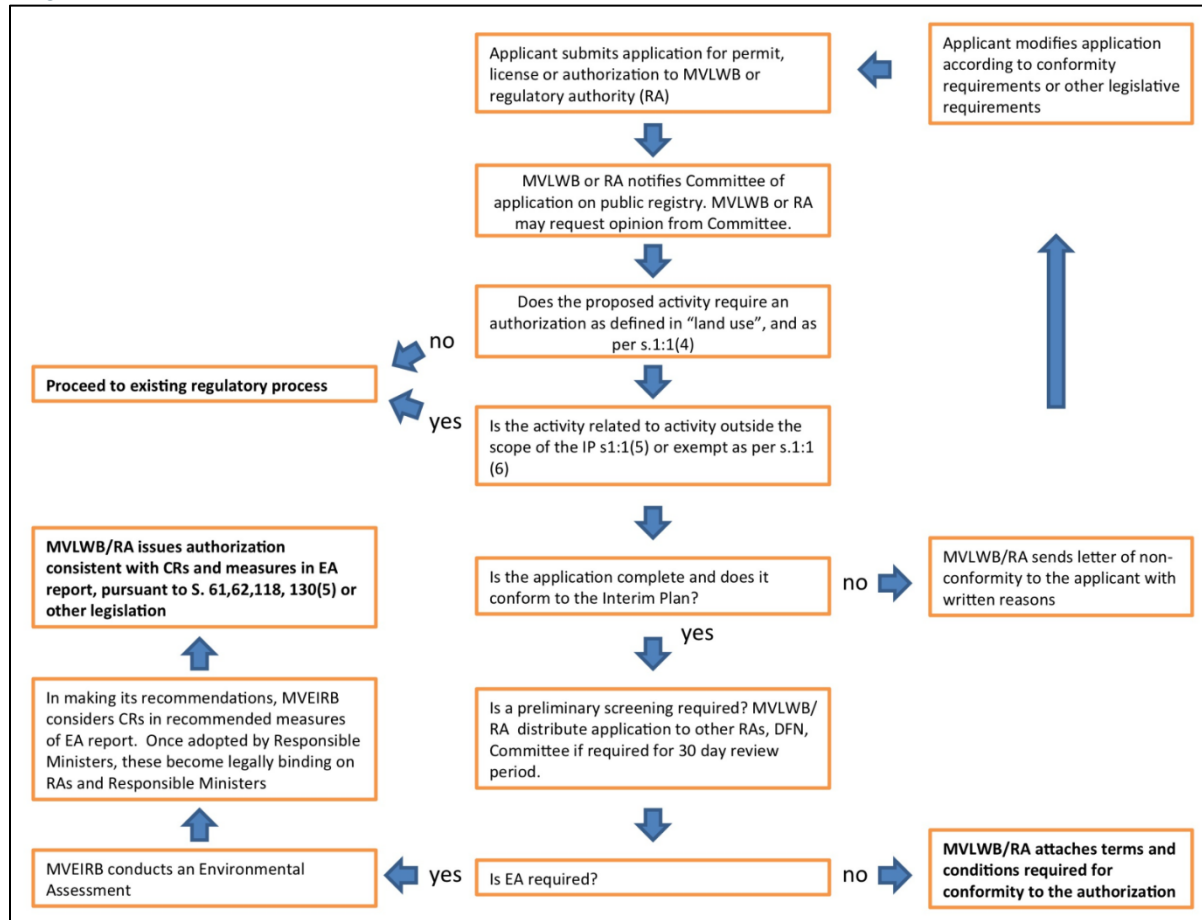 Applicant submits application for permit,
license or authorization to MVLWB or
regulatory authority (RA)
Applicant modifies application
according to conformity
requirements or other legislative
requirements
MVLWB or RA notifies Committee of
application on public registry. MVLWB or RA
may request opinion from Committee.
Does the proposed activity require an
authorization as defined in “land use”, and as
per s.1:1(4)
no
Proceed to existing regulatory process
yes
Is the activity related to activity outside the
scope of the IP s1:1(5) or exempt as per s.1:1
(6)
Is the application complete and does it
conform to the Interim Plan?
no
MVLWB/RA sends letter of non-
conformity to the applicant with
written reasons
yes
Is a preliminary screening required? MVLWB/
RA distribute application to other RAs, DFN,
Committee if required for 30 day review
period.
Is EA required?
no
MVLWB/RA attaches terms and
conditions required for
conformity to the authorization
yes
MVEIRB conducts an Environmental
Assessment
In making its recommendations, MVEIRB
considers CRs in recommended measures
of EA report. Once adopted by Responsible
Ministers, these become legally binding on
RAs and Responsible Ministers
MVLWB/RA issues authorization
consistent with CRs and measures in EA
report, pursuant to S. 61,62,118, 130(5) or
other legislation